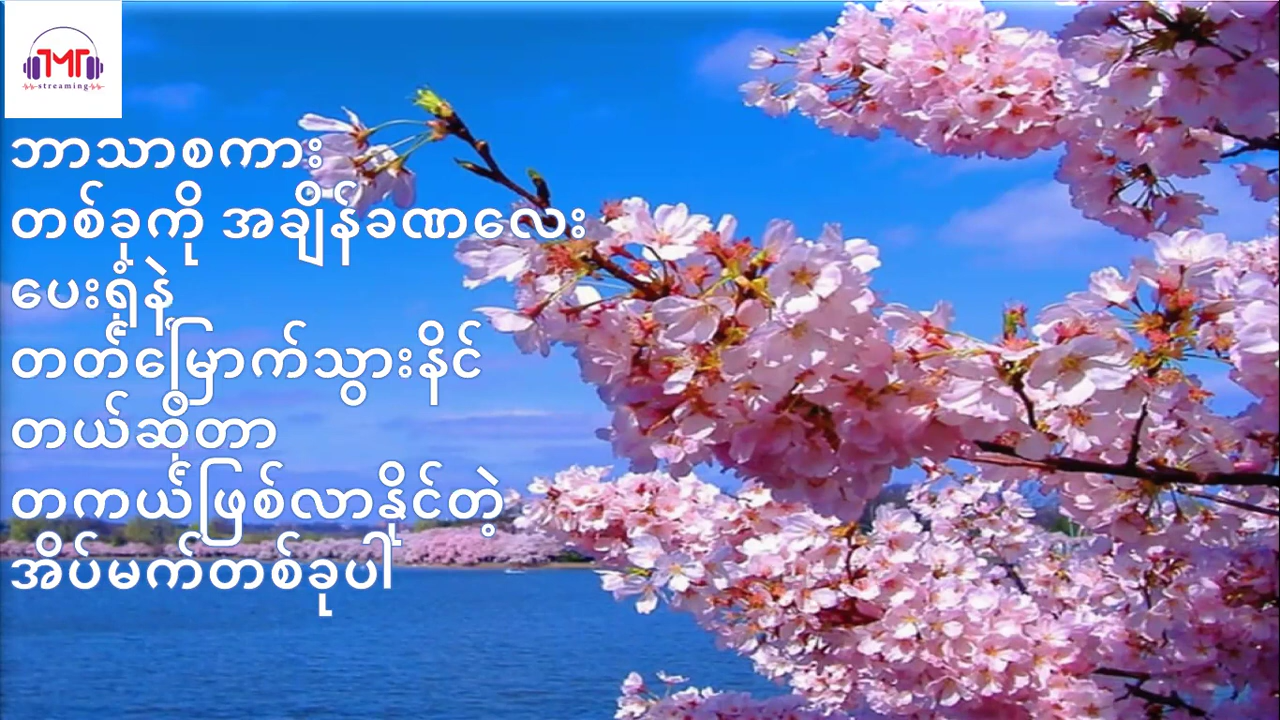 TMT
streaming
ဘာသာစကား
တစ်ခုကို အချိန်ခဏလေး
ပေးရုံနဲ့
တတ်မြောက်သွားနိုင်
တယ်ဆိုတာ
တကယ်ဖြစ်လာနိုင်တဲ့
အိပ်မက်တစ်ခုပါ